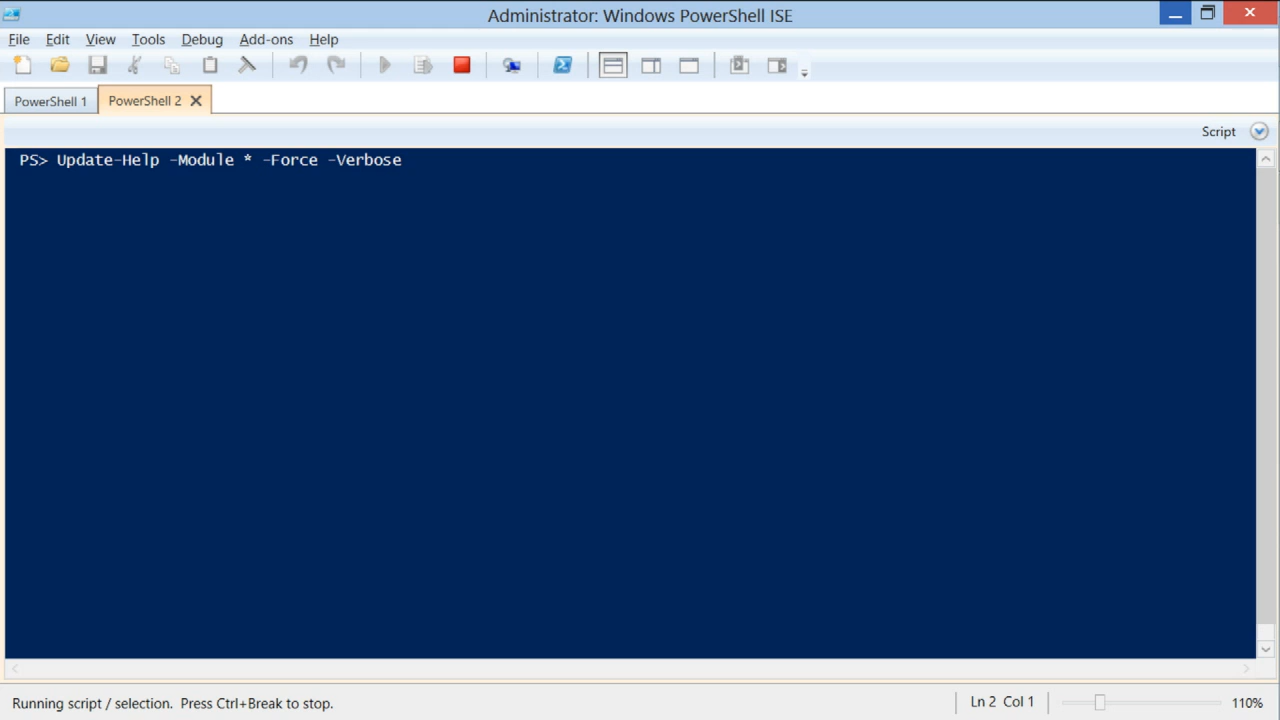 Administrator: Windows PowerShell ISE
File Edit View Tools Debug Add-ons Help
PowerShell 1 PowerShell 2
Script
PS> Update-Help -Module * -Force -Verbose
Running script / selection. Press Ctrl+Break to stop. Ln 2 Col 1 110%